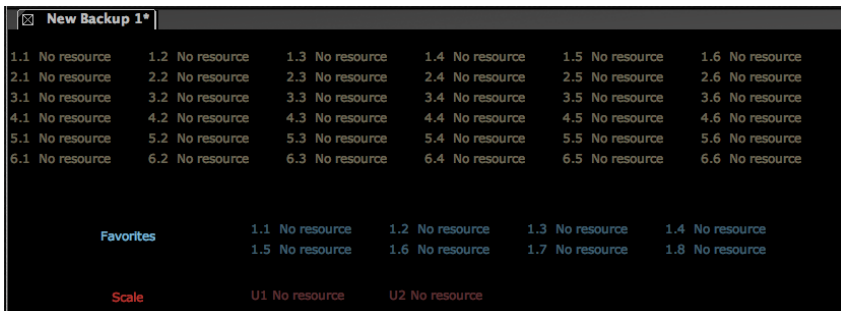 New Backup 1*
1.1 No resource 1.2 No resource 1.3 No resource 1.4 No resource 1.5 No resource 1.6 No resource
2.1 No resource 2.2 No resource 2.3 No resource 2.4 No resource 2.5 No resource 2.6 No resource
3.1 No resource 3.2 No resource 3.3 No resource 3.4 No resource 3.5 No resource 3.6 No resource
4.1 No resource 4.2 No resource 4.3 No resource 4.4 No resource 4.5 No resource 4.6 No resource
5.1 No resource 5.2 No resource 5.3 No resource 5.4 No resource 5.5 No resource 5.6 No resource
6.1 No resource 6.2 No resource 6.3 No resource 6.4 No resource 6.5 No resource 6.6 No resource
Favorites
1.1 No resource 1.2 No resource 1.3 No resource 1.4 No resource
1.5 No resource 1.6 No resource 1.7 No resource 1.8 No resource
Scale U1 No resource U2 No resource